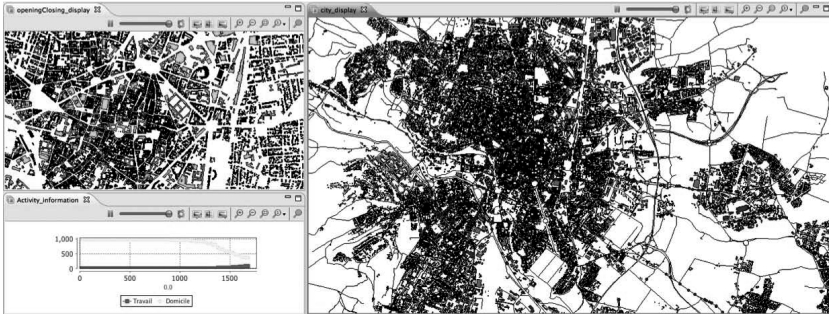 openingClosing_display
city_display
Activity_information
1,000
500
0
0 500 1000 1500
0.0
Travail Domicile